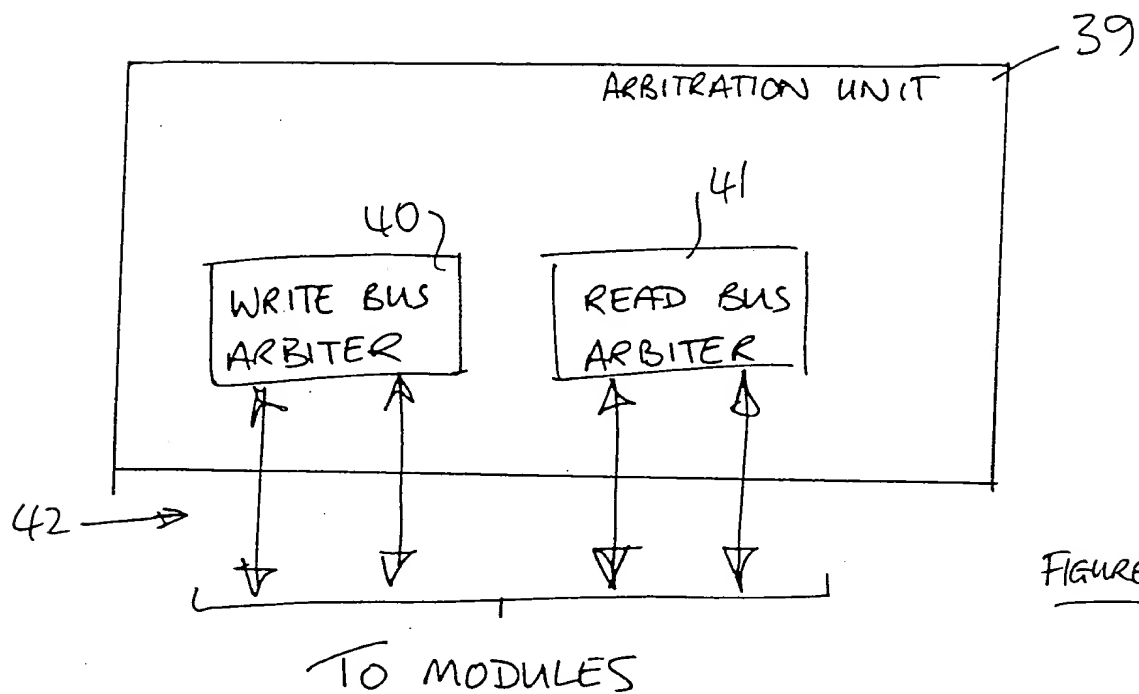 39
ARBITRATION UNIT
40
41
WRITE BUS
ARBITER
READ BUS
ARBITER
42
FIGURE
TO MODULES